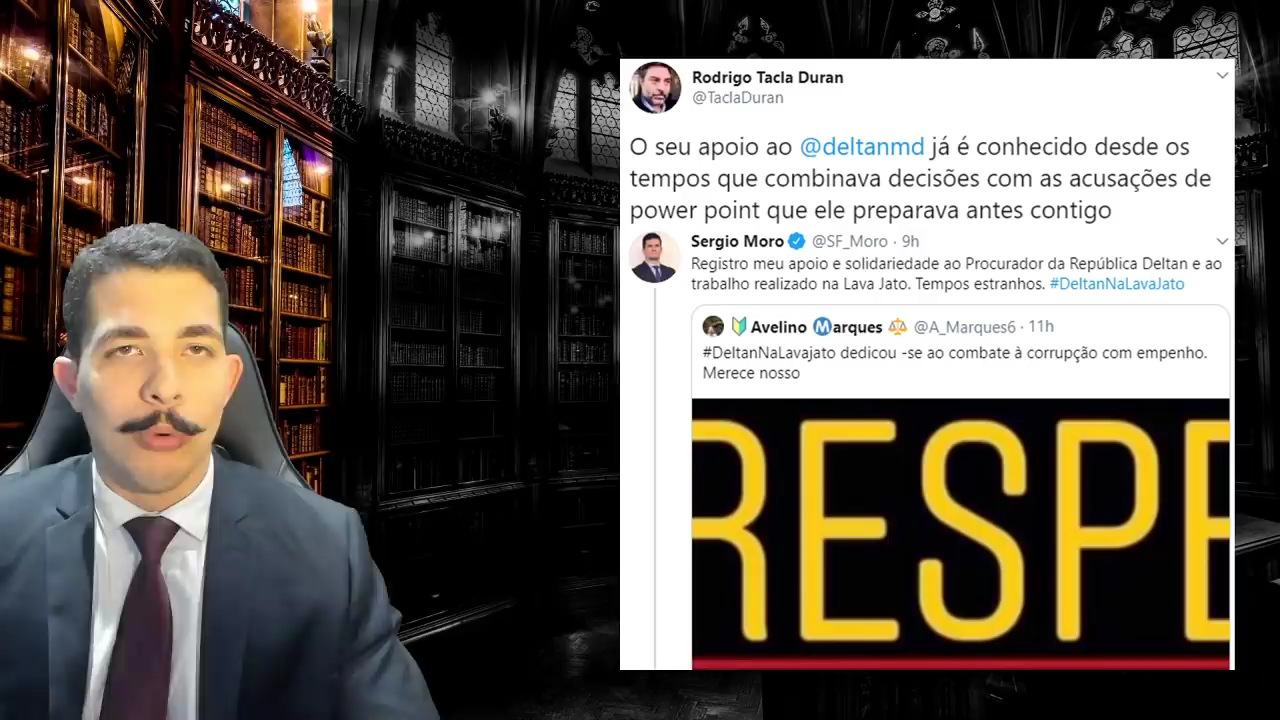 Rodrigo Tacla Duran
@TaclaDuran
O seu apoio ao @deltanmd já é conhecido desde os
tempos que combinava decisões com as acusações de
power point que ele preparava antes contigo
Sergio Moro @SF_Moro · 9h
Registro meu apoio e solidariedade ao Procurador da República Deltan e ao
trabalho realizado na Lava Jato. Tempos estranhos. #DeltanNaLavaJato
Avelino Ⓜarques @A_Marques6 · 11h
#DeltanNaLavajato dedicou -se ao combate à corrupção com empenho.
Merece nosso
RESPE